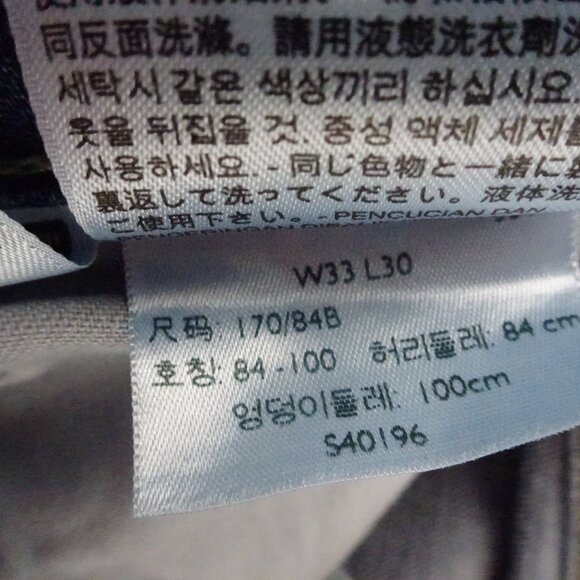 同反面洗滌。請用液態洗衣劑洗
세탁시 같은 색상끼리 하십시오.
옷을 뒤집을 것. 중성 액체 세제를
사용하세요. - 同じ色物と一緒に裏
裏返して洗ってください。液体洗
ご使用下さい。- PENCUCIAN DAN
W33 L30
尺码: 170/84B
호칭: 84-100 허리둘레: 84 cm
엉덩이둘레: 100cm
S40196